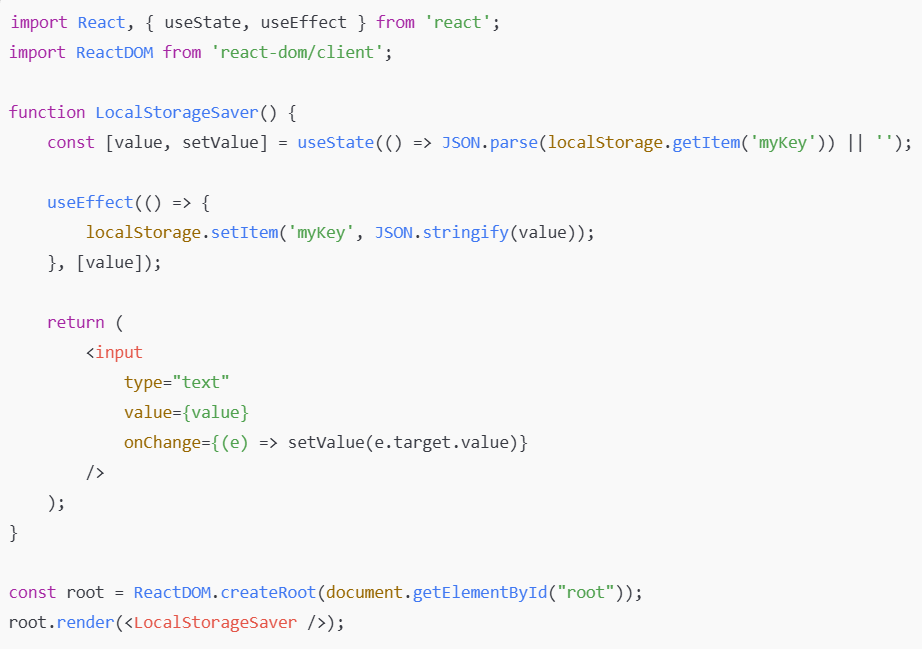 import React, { useState, useEffect } from 'react';
import ReactDOM from 'react-dom/client';

function LocalStorageSaver() {
    const [value, setValue] = useState(() => JSON.parse(localStorage.getItem('myKey')) || '');

    useEffect(() => {
        localStorage.setItem('myKey', JSON.stringify(value));
    }, [value]);

    return (
        <input
            type="text"
            value={value}
            onChange={(e) => setValue(e.target.value)}
        />
    );
}

const root = ReactDOM.createRoot(document.getElementById("root"));
root.render(<LocalStorageSaver />);